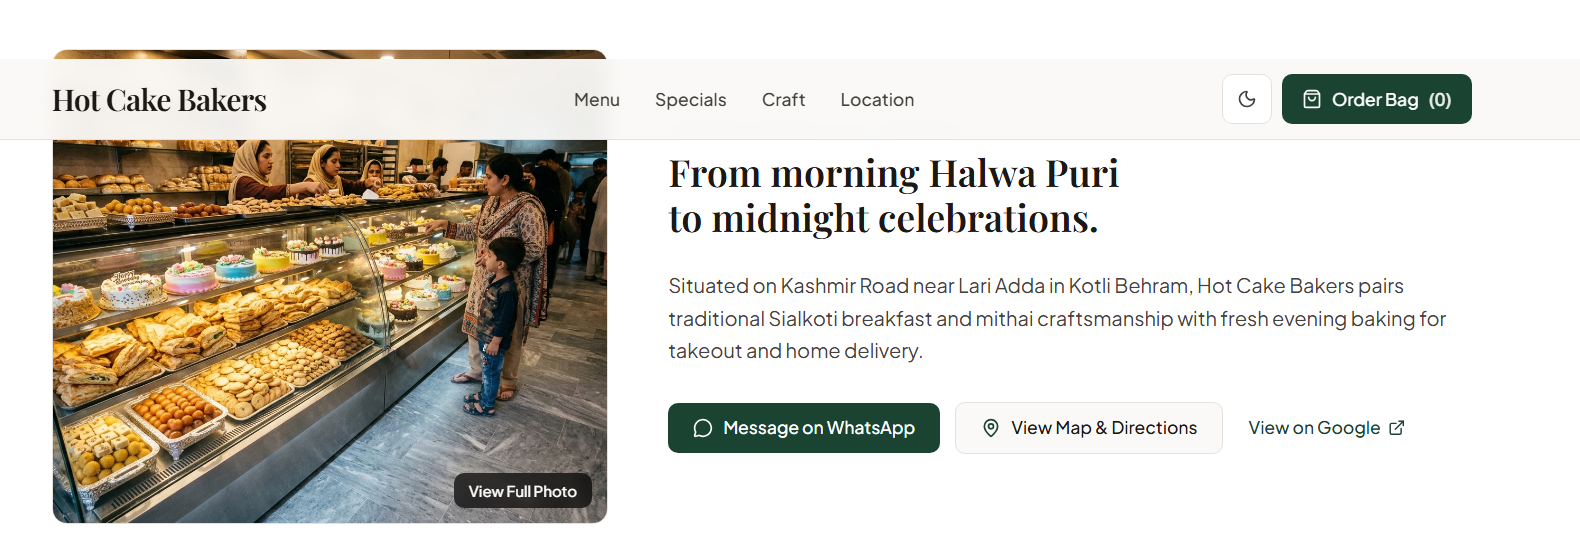 Hot Cake Bakers
Menu
Specials
Craft
Location
Order Bag (0)
From morning Halwa Puri
to midnight celebrations.
Situated on Kashmir Road near Lari Adda in Kotli Behram, Hot Cake Bakers pairs
traditional Sialkoti breakfast and mithai craftsmanship with fresh evening baking for
takeout and home delivery.
Message on WhatsApp
View Map & Directions
View on Google
View Full Photo